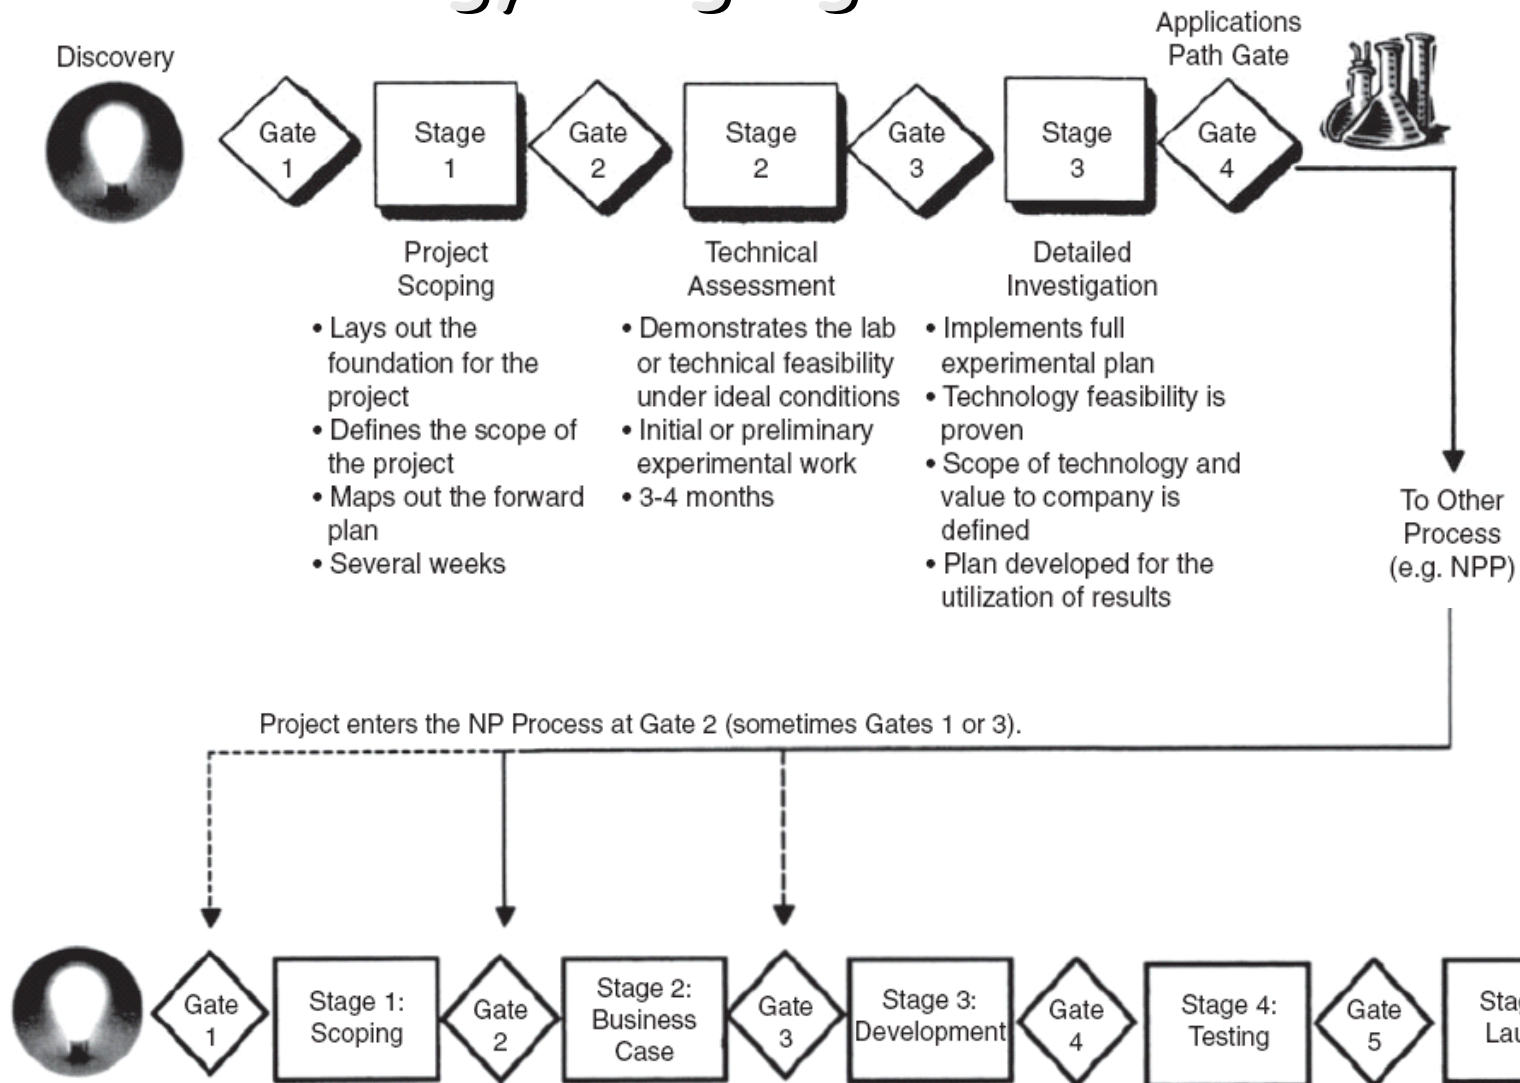 Discovery
Applications
Path Gate
Gate
1
Stage
1
Gate
2
Stage
2
Gate
3
Stage
3
Gate
4
Project
Scoping
• Lays out the
foundation for the
project
• Defines the scope of
the project
• Maps out the forward
plan
• Several weeks
Technical
Assessment
• Demonstrates the lab
or technical feasibility
under ideal conditions
• Initial or preliminary
experimental work
• 3-4 months
Detailed
Investigation
• Implements full
experimental plan
• Technology feasibility is
proven
• Scope of technology and
value to company is
defined
• Plan developed for the
utilization of results
To Other
Process
(e.g. NPP)
Project enters the NP Process at Gate 2 (sometimes Gates 1 or 3).
Gate
1
Stage 1:
Scoping
Gate
2
Stage 2:
Business
Case
Gate
3
Stage 3:
Development
Gate
4
Stage 4:
Testing
Gate
5